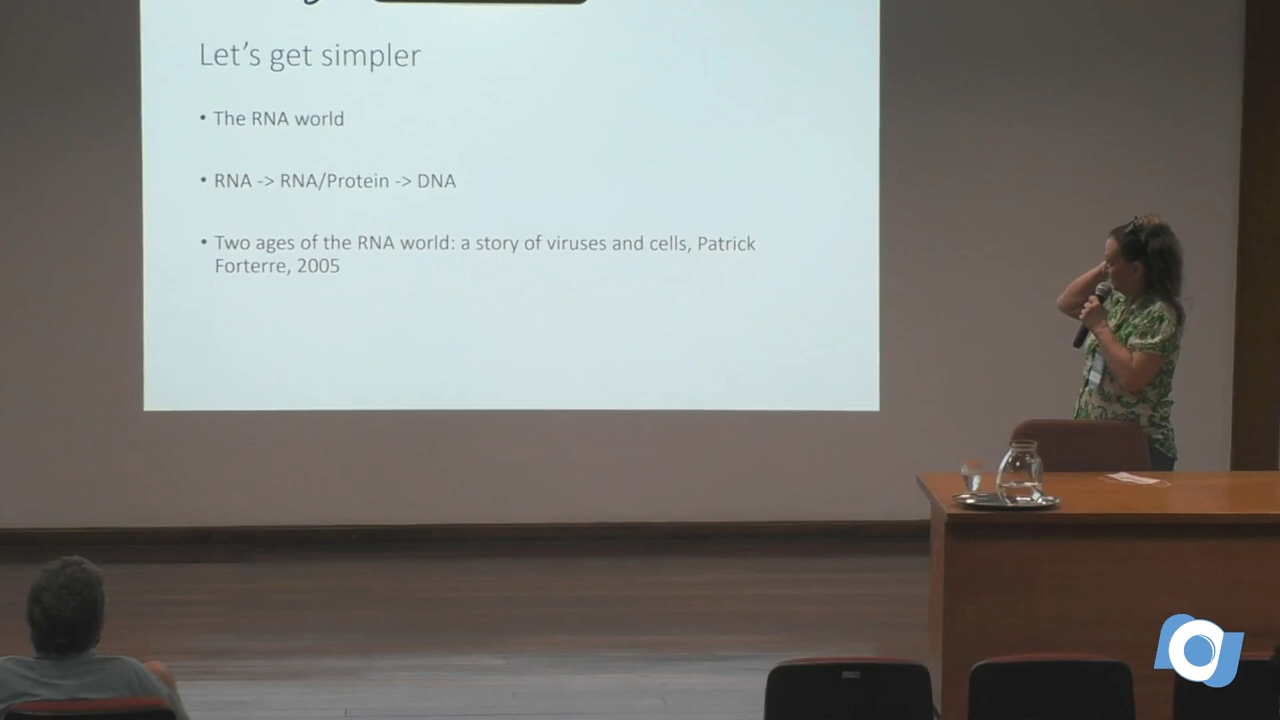 Let's get simpler
• The RNA world
• RNA -> RNA/Protein -> DNA
• Two ages of the RNA world: a story of viruses and cells, Patrick
Forterre, 2005